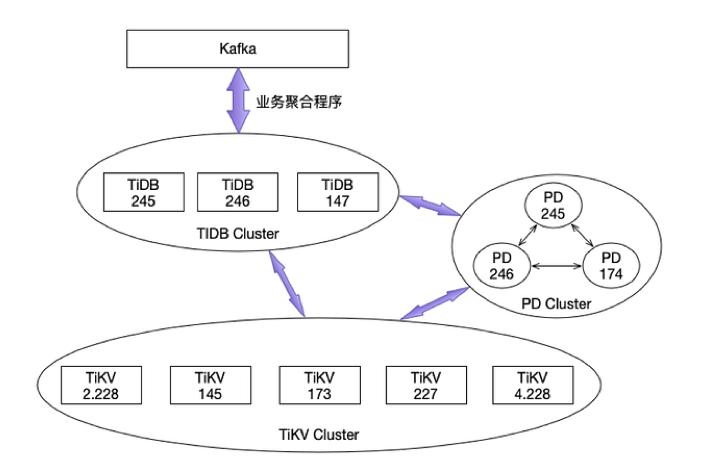 Kafka
业务聚合程序
TiDB
245
TiDB
246
TiDB
147
TIDB Cluster
PD
245
PD
246
PD
174
PD Cluster
TiKV
2.228
TiKV
145
TiKV
173
TiKV
227
TiKV
4.228
TiKV Cluster